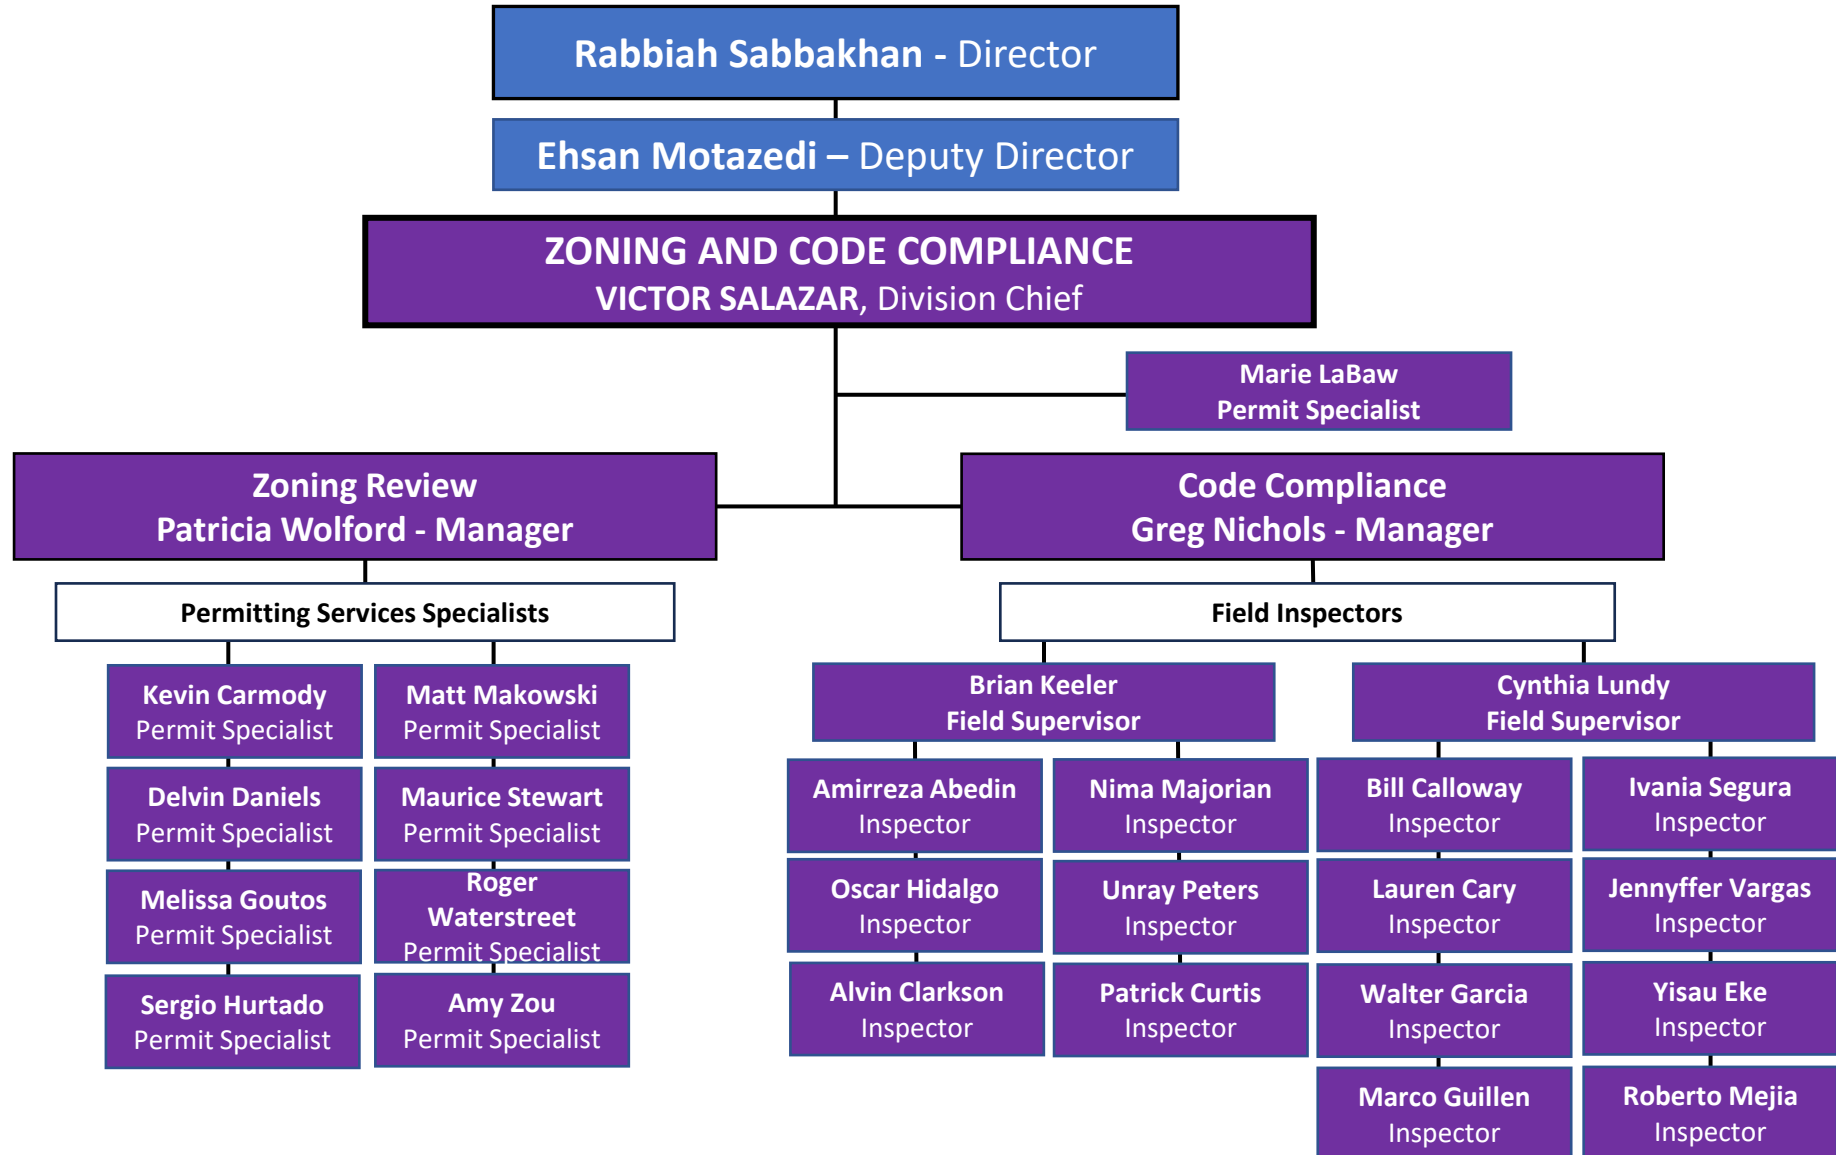 Rabbiah Sabbakhan - Director
Ehsan Motazedi – Deputy Director
ZONING AND CODE COMPLIANCE
VICTOR SALAZAR, Division Chief
Marie LaBaw
Permit Specialist
Zoning Review
Patricia Wolford - Manager
Code Compliance
Greg Nichols - Manager
Permitting Services Specialists
Kevin Carmody
Permit Specialist
Matt Makowski
Permit Specialist
Delvin Daniels
Permit Specialist
Maurice Stewart
Permit Specialist
Melissa Goutos
Permit Specialist
Roger
Waterstreet
Permit Specialist
Sergio Hurtado
Permit Specialist
Amy Zou
Permit Specialist
Field Inspectors
Brian Keeler
Field Supervisor
Amirreza Abedin
Inspector
Nima Majorian
Inspector
Oscar Hidalgo
Inspector
Unray Peters
Inspector
Alvin Clarkson
Inspector
Patrick Curtis
Inspector
Cynthia Lundy
Field Supervisor
Bill Calloway
Inspector
Ivania Segura
Inspector
Lauren Cary
Inspector
Jennyffer Vargas
Inspector
Walter Garcia
Inspector
Yisau Eke
Inspector
Marco Guillen
Inspector
Roberto Mejia
Inspector